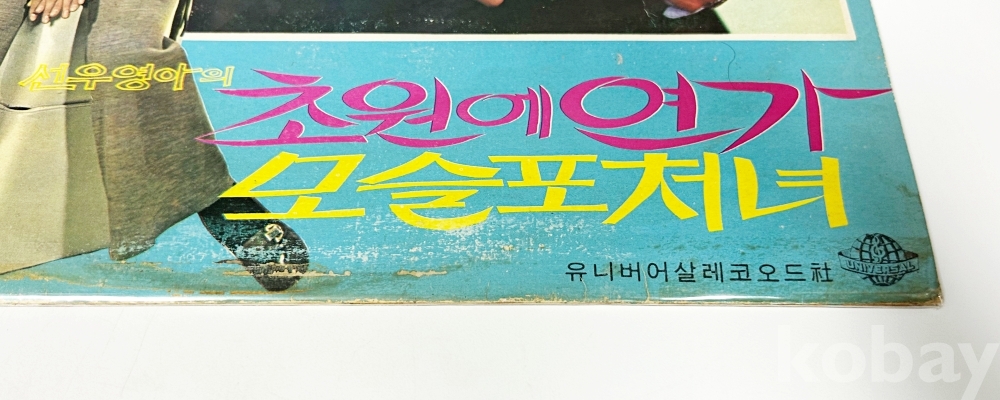 선우영아의
초원에 연가
모슬포처녀
유니버어살레코오드社
UNIVERSAL
kobay